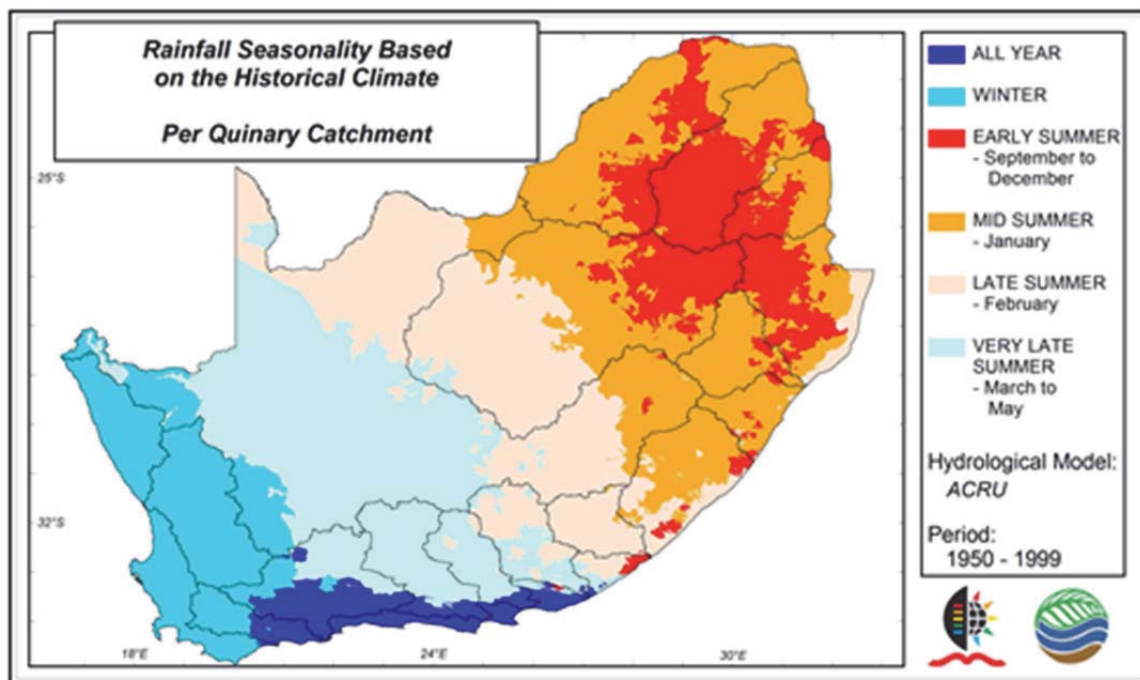 Rainfall Seasonality Based
on the Historical Climate
Per Quinary Catchment
ALL YEAR
WINTER
EARLY SUMMER
- September to
December
MID SUMMER
- January
LATE SUMMER
- February
VERY LATE
SUMMER
- March to
May
Hydrological Model:
ACRU
Period:
1950 - 1999
25°S
32°S
18°E
24°E
30°E